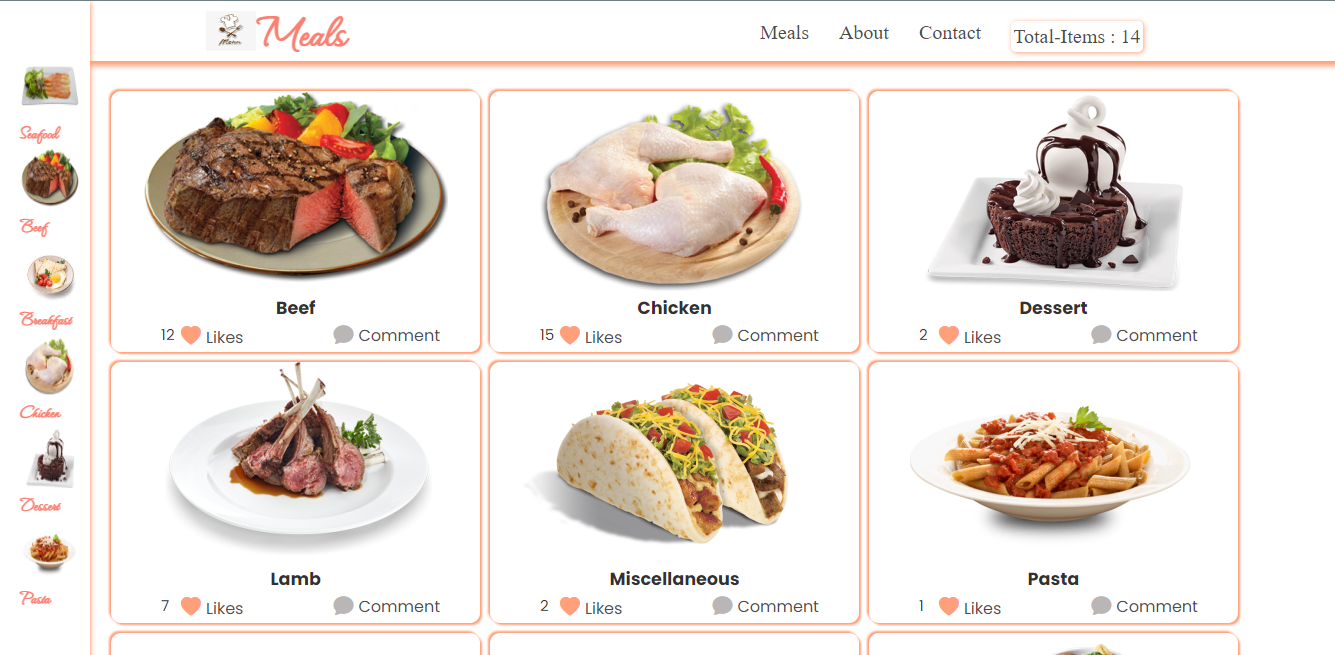 Menu
Meals
Meals About Contact Total-Items : 14
Seafood
Beef
Breakfast
Chicken
Dessert
Pasta
Beef
12 Likes Comment
Chicken
15 Likes Comment
Dessert
2 Likes Comment
Lamb
7 Likes Comment
Miscellaneous
2 Likes Comment
Pasta
1 Likes Comment